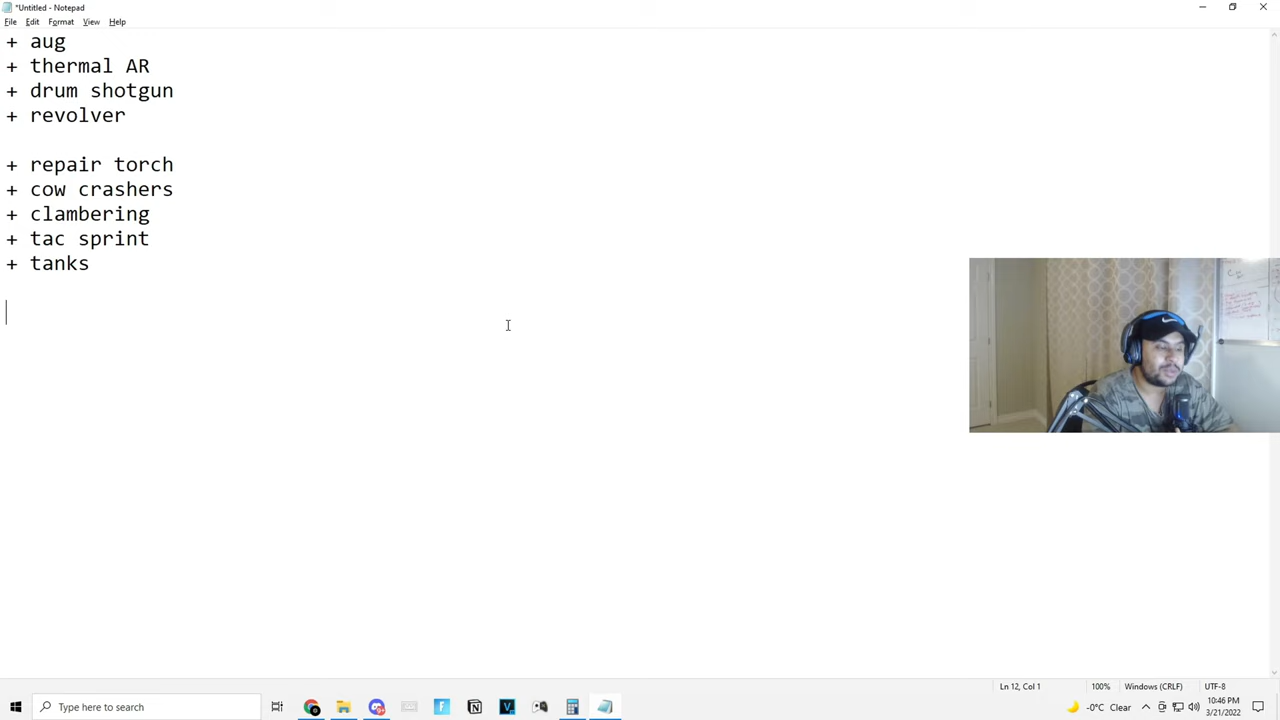 *Untitled - Notepad
File Edit Format View Help
+ aug
+ thermal AR
+ drum shotgun
+ revolver
+ repair torch
+ cow crashers
+ clambering
+ tac sprint
+ tanks
Ln 12, Col 1 100% Windows (CRLF) UTF-8
Type here to search
-0°C Clear
10:46 PM
3/21/2022